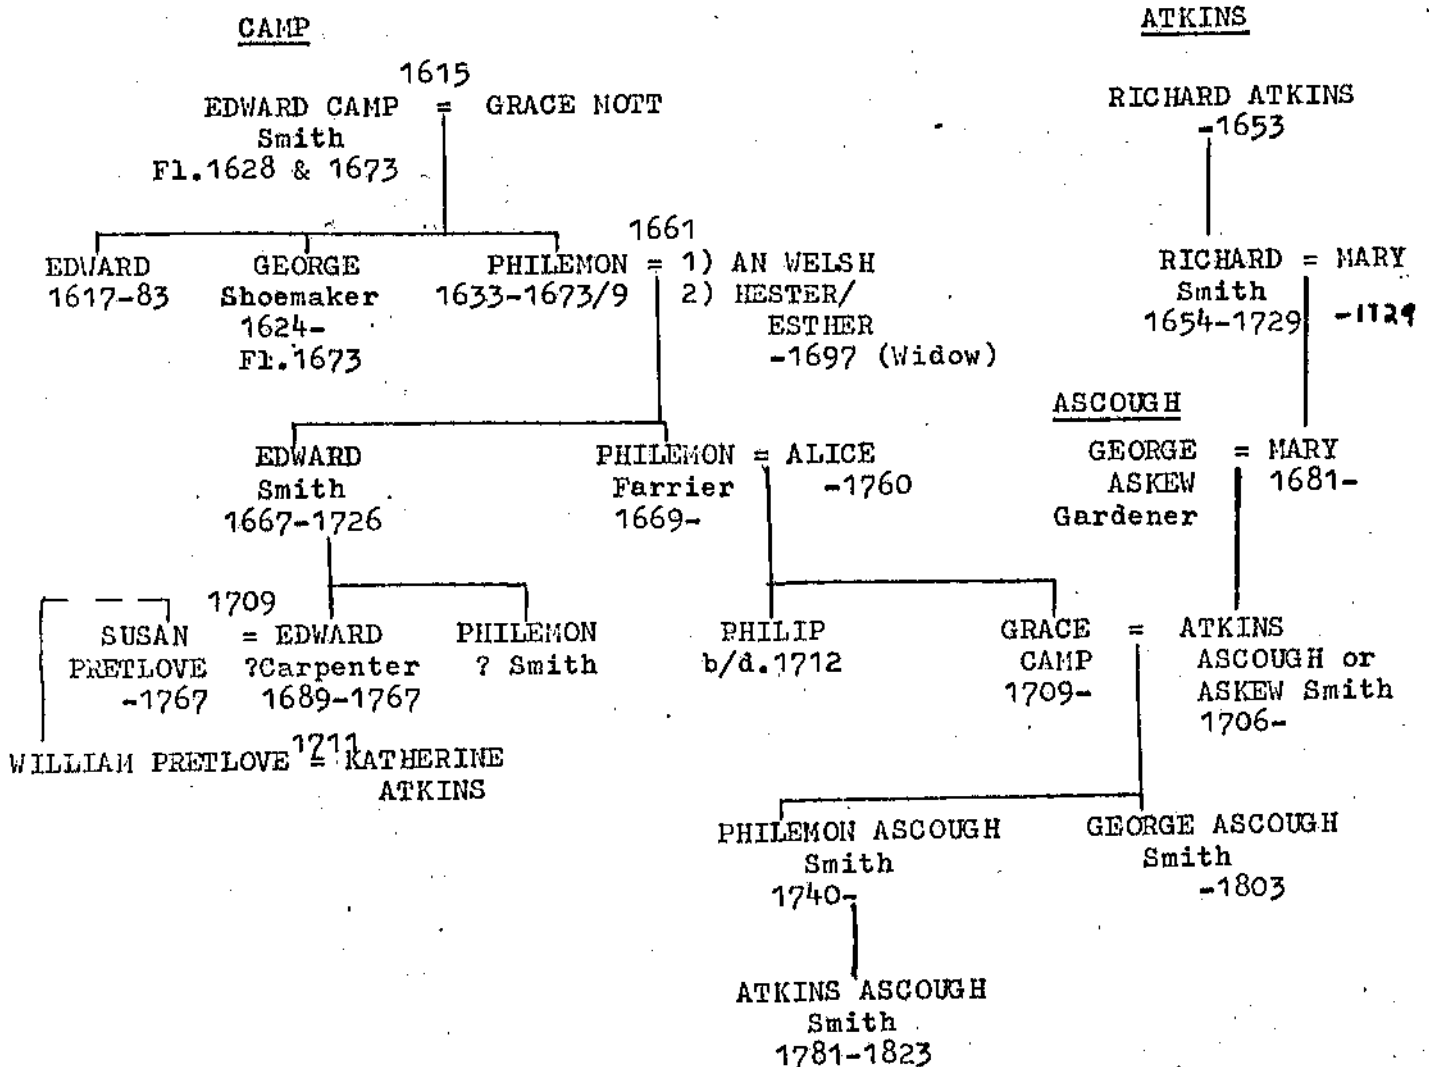 CAMP ATKINS
1615
EDWARD CAMP = GRACE MOTT RICHARD ATKINS
Smith -1653
Fl.1628 & 1673
1661
EDWARD GEORGE PHILEMON = 1) AN WELSH RICHARD = MARY
1617-83 Shoemaker 1633-1673/9 2) HESTER/ Smith
1624- ESTHER 1654-1729 -1729
Fl.1673 -1697 (Widow)
ASCOUGH
EDWARD PHILEMON = ALICE GEORGE = MARY
Smith Farrier -1760 ASKEW 1681-
1667-1726 1669- Gardener
1709
SUSAN = EDWARD PHILEMON PHILIP GRACE = ATKINS
PRETLOVE ?Carpenter ? Smith b/d.1712 CAMP ASCOUGH or
-1767 1689-1767 1709- ASKEW Smith
1706-
1711
WILLIAM PRETLOVE = KATHERINE
ATKINS
PHILEMON ASCOUGH GEORGE ASCOUGH
Smith Smith
1740- -1803
ATKINS ASCOUGH
Smith
1781-1823